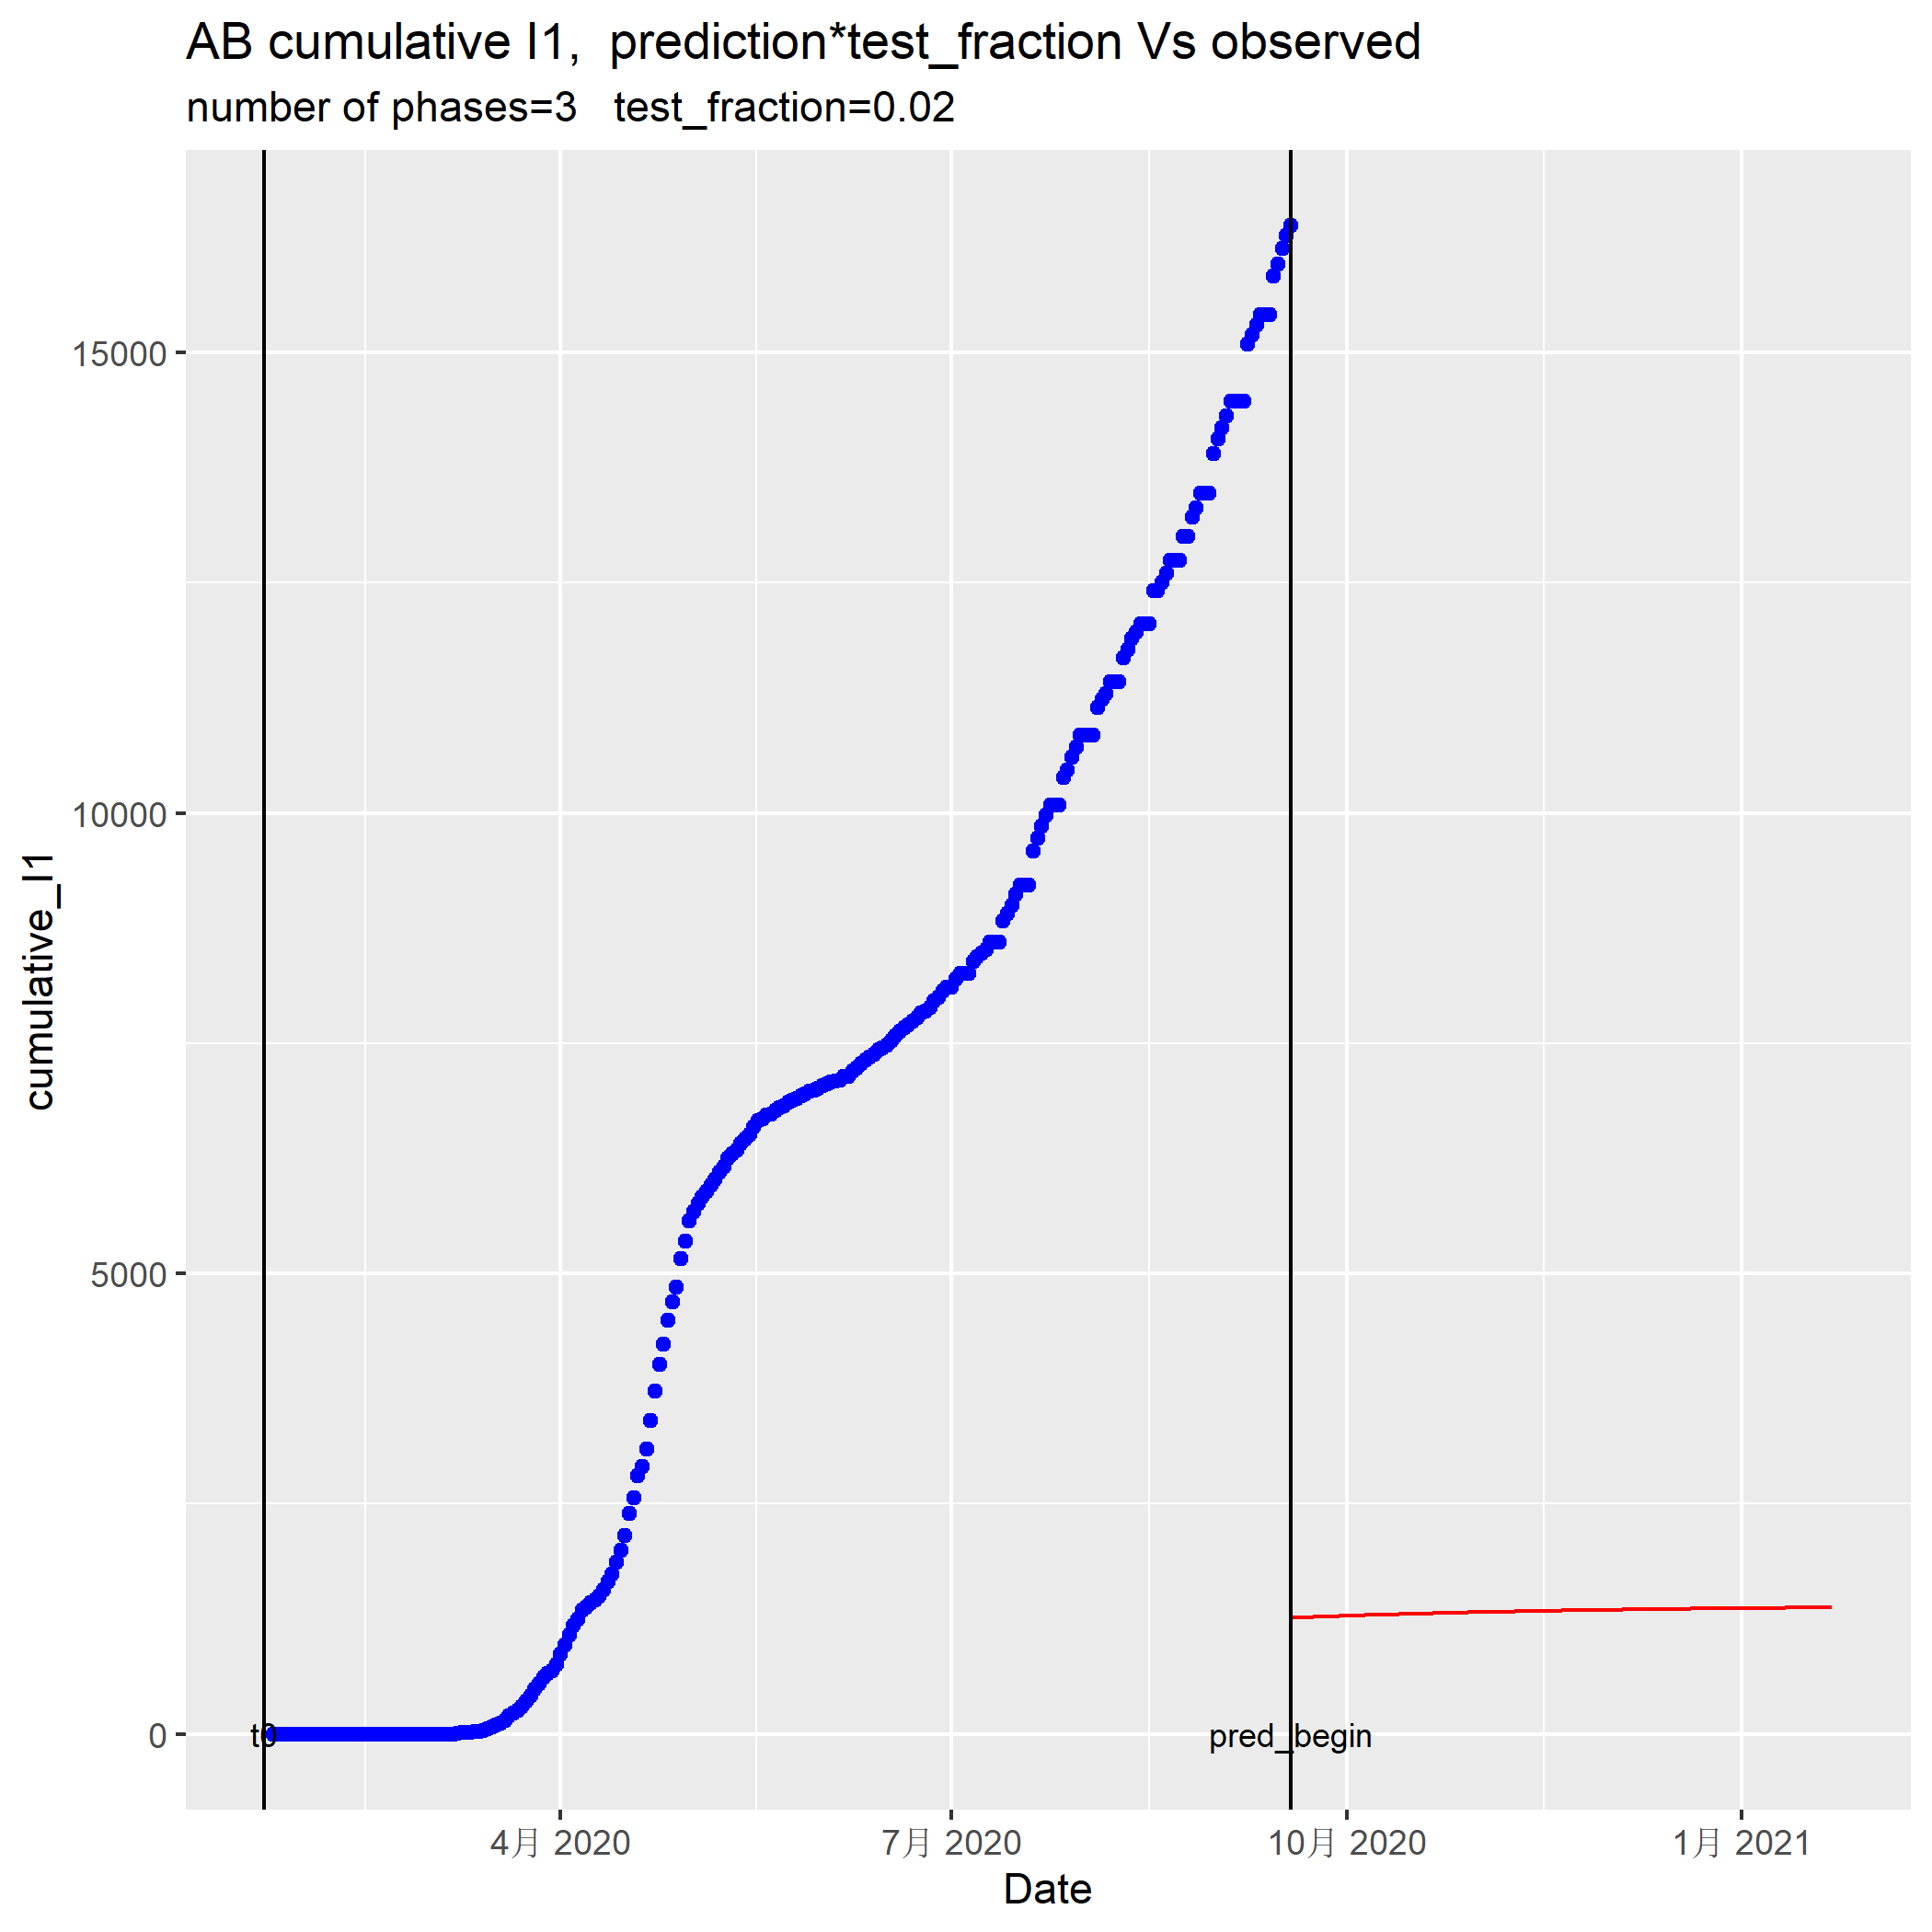 AB cumulative I1,  prediction*test_fraction Vs observed
number of phases=3   test_fraction=0.02
cumulative_I1
15000
10000
5000
0
t0
pred_begin
4月 2020
7月 2020
10月 2020
1月 2021
Date